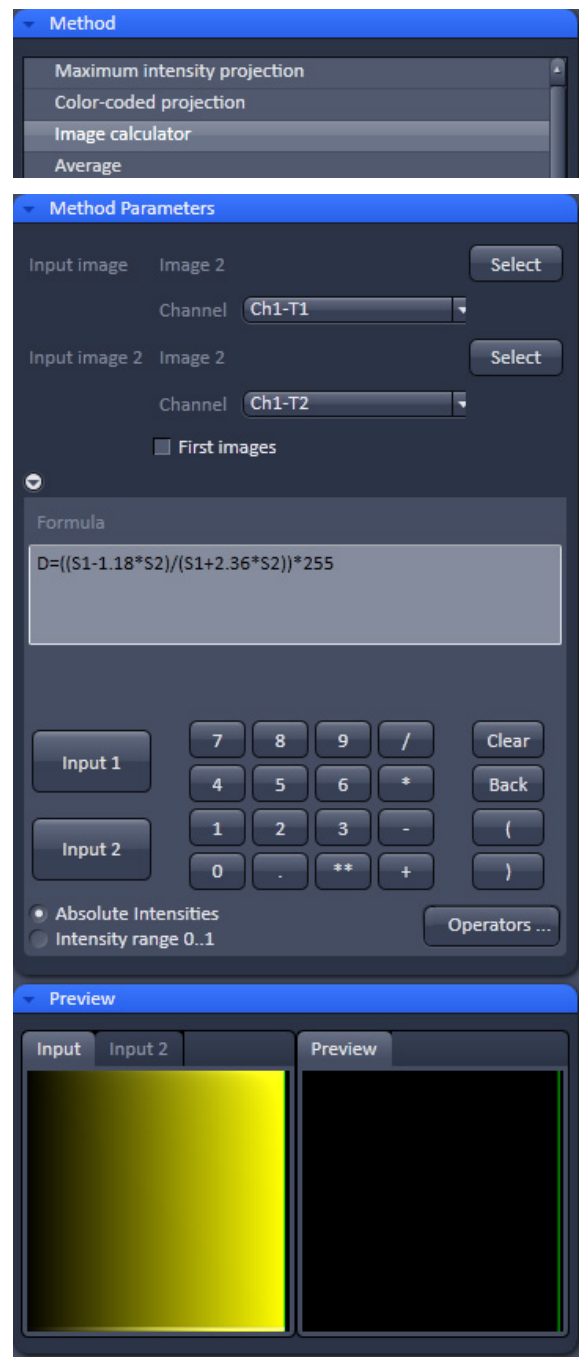 Method
Maximum intensity projection
Color-coded projection
Image calculator
Average
Method Parameters
Input image Image 2 Select
Channel Ch1-T1
Input image 2 Image 2 Select
Channel Ch1-T2
First images
Formula
D=((S1-1.18*S2)/(S1+2.36*S2))*255
Input 1
Input 2
7 8 9 / Clear
4 5 6 * Back
1 2 3 - (
0 . ** + )
Absolute Intensities
Intensity range 0..1
Operators ...
Preview
Input Input 2 Preview